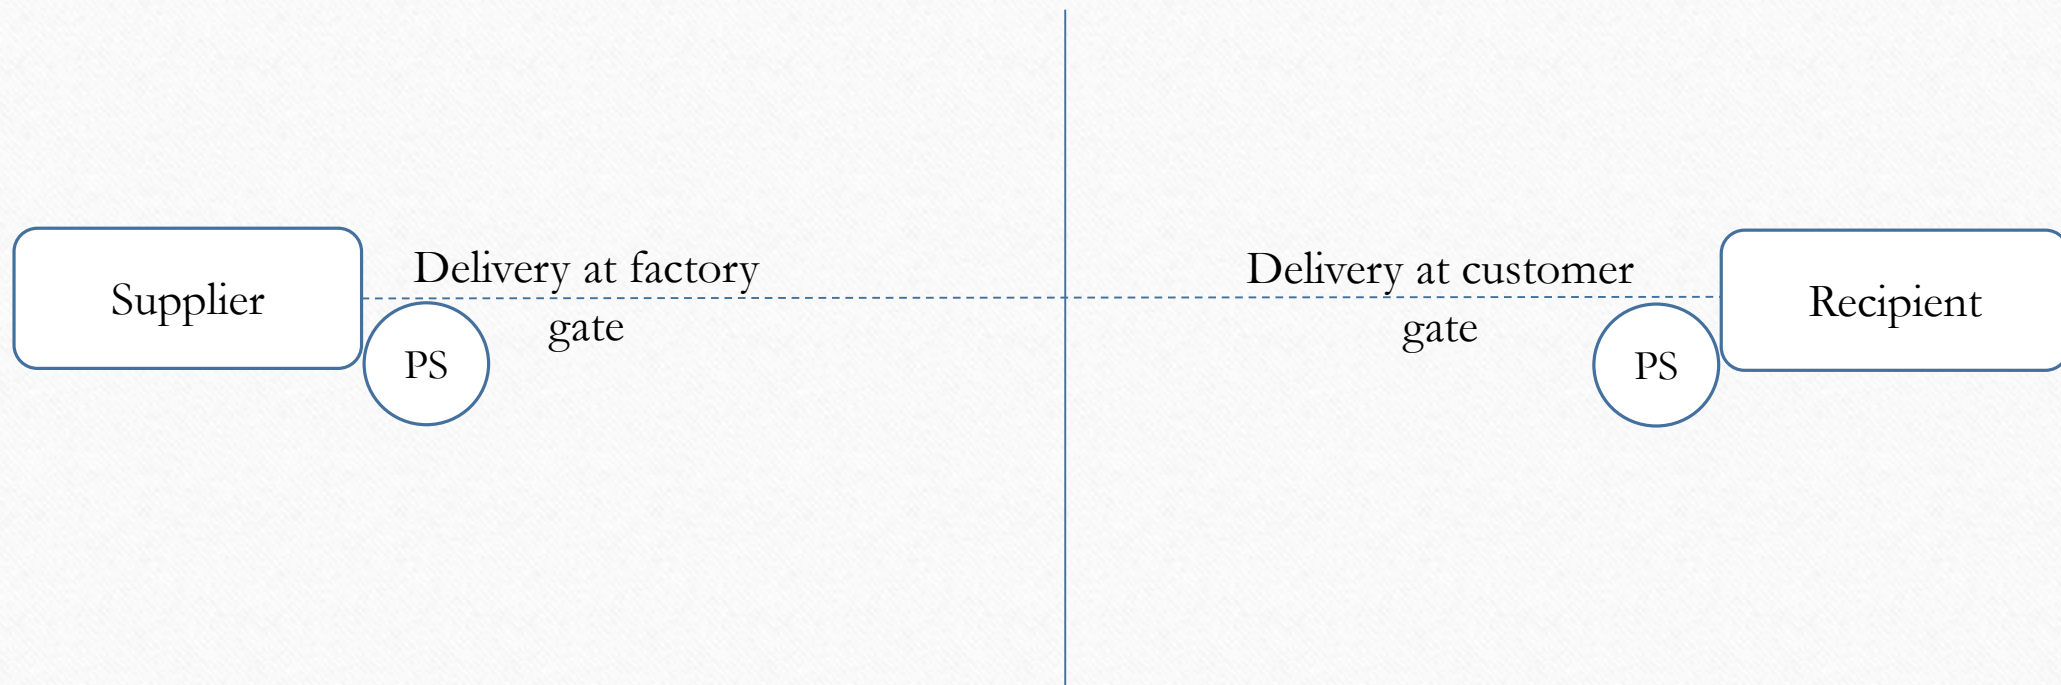 Supplier
Delivery at factory
gate
PS
Delivery at customer
gate
PS
Recipient